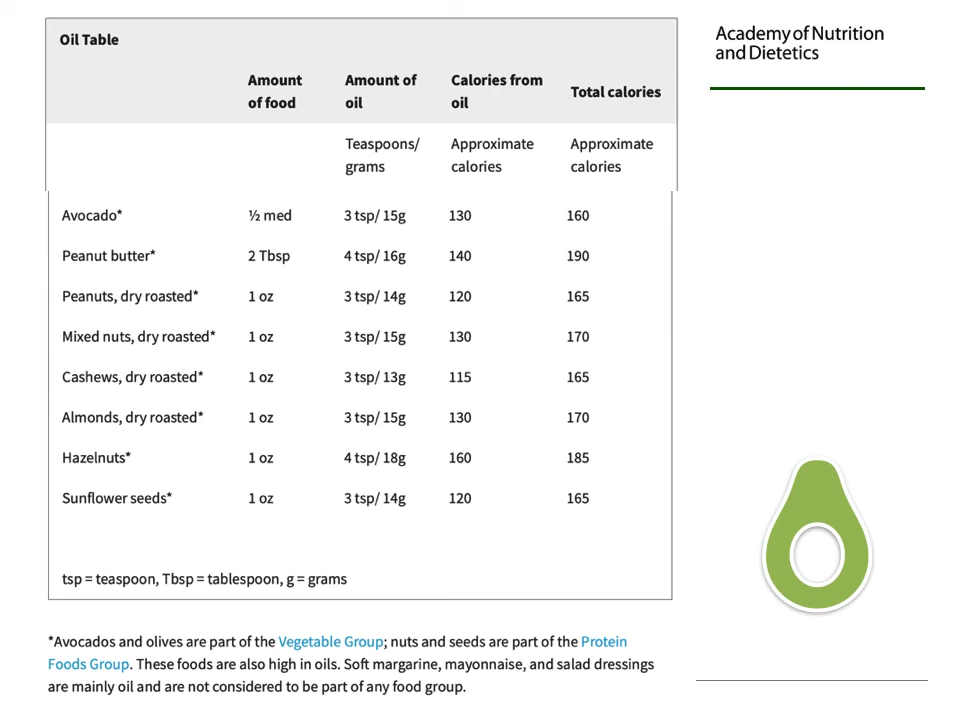 Oil Table
Academy of Nutrition
and Dietetics
Amount of food Amount of oil Calories from oil Total calories
Teaspoons/ grams Approximate calories Approximate calories
Avocado* ½ med 3 tsp/ 15g 130 160
Peanut butter* 2 Tbsp 4 tsp/ 16g 140 190
Peanuts, dry roasted* 1 oz 3 tsp/ 14g 120 165
Mixed nuts, dry roasted* 1 oz 3 tsp/ 15g 130 170
Cashews, dry roasted* 1 oz 3 tsp/ 13g 115 165
Almonds, dry roasted* 1 oz 3 tsp/ 15g 130 170
Hazelnuts* 1 oz 4 tsp/ 18g 160 185
Sunflower seeds* 1 oz 3 tsp/ 14g 120 165
tsp = teaspoon, Tbsp = tablespoon, g = grams
*Avocados and olives are part of the Vegetable Group; nuts and seeds are part of the Protein
Foods Group. These foods are also high in oils. Soft margarine, mayonnaise, and salad dressings
are mainly oil and are not considered to be part of any food group.